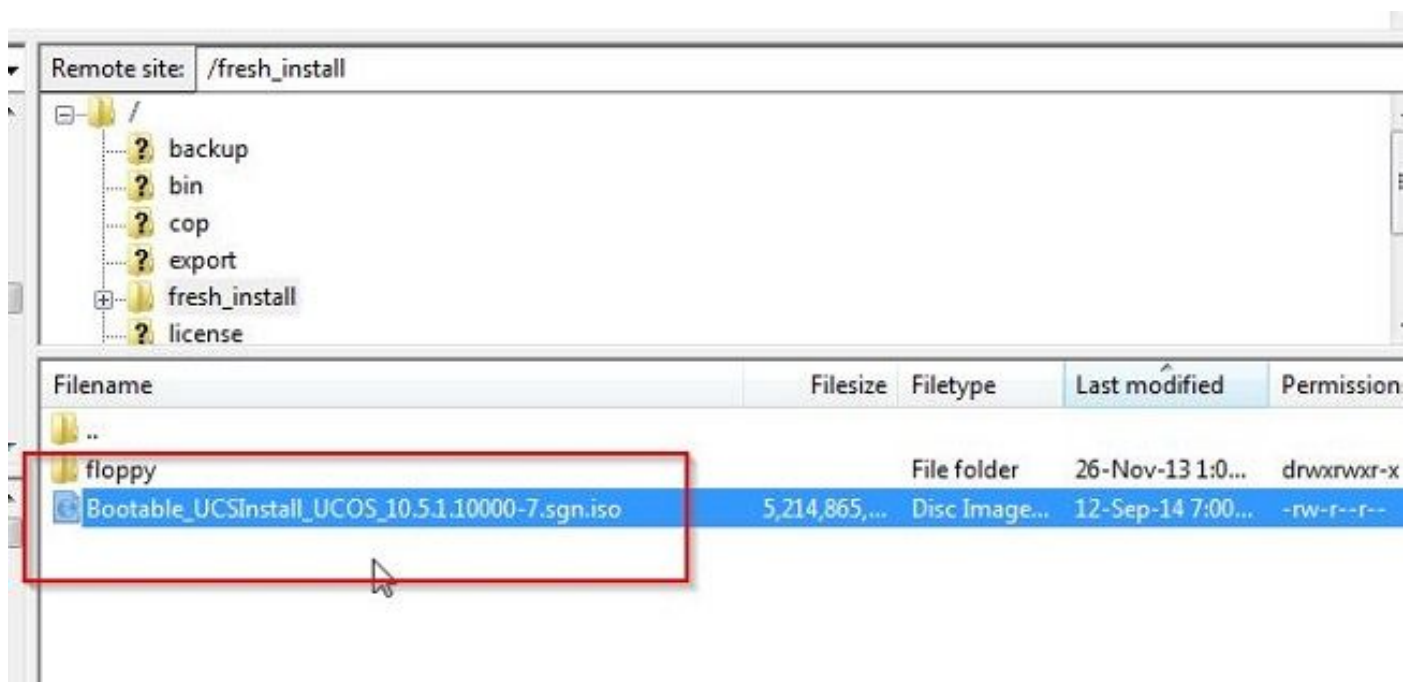 Remote site: /fresh_install
/
backup
bin
cop
export
fresh_install
license
Filename Filesize Filetype Last modified Permission
..
floppy File folder 26-Nov-13 1:0... drwxrwxr-x
Bootable_UCSInstall_UCOS_10.5.1.10000-7.sgn.iso 5,214,865,... Disc Image... 12-Sep-14 7:00... -rw-r--r--